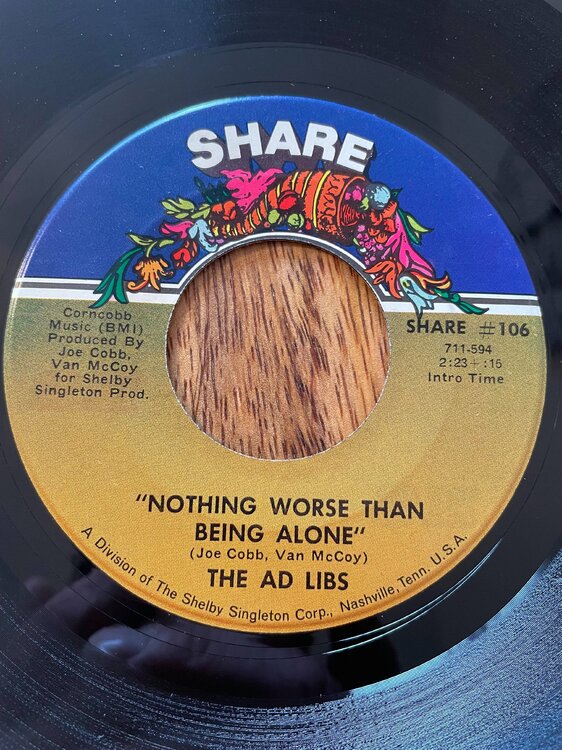 SHARE
Corncobb
Music (BMI)
Produced By
Joe Cobb,
Van McCoy
for Shelby
Singleton Prod.
SHARE #106
711-594
2:23+:15
Intro Time
"NOTHING WORSE THAN
BEING ALONE"
(Joe Cobb, Van McCoy)
THE AD LIBS
A Division of The Shelby Singleton Corp., Nashville, Tenn. U.S.A.